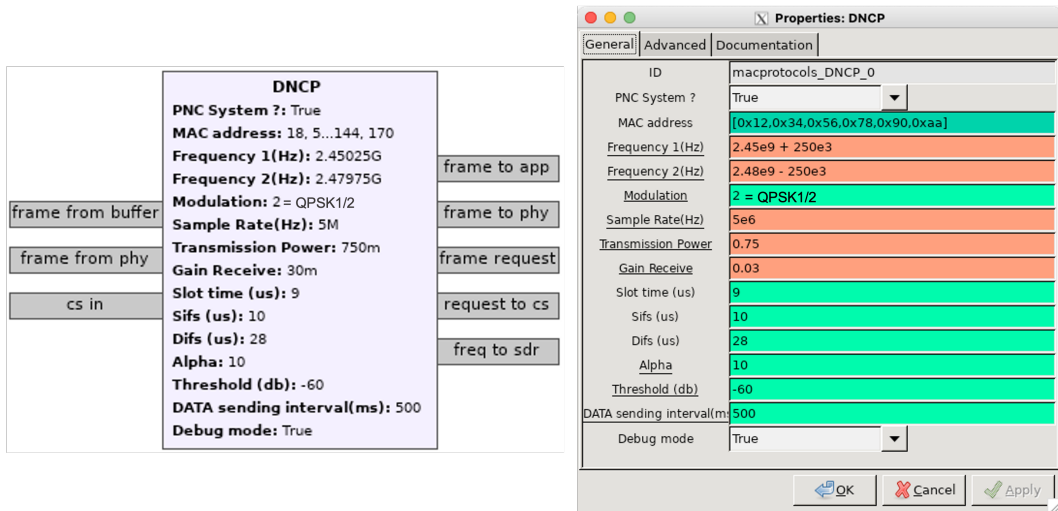 DNCP
PNC System ?: True
MAC address: 18, 5...144, 170
Frequency 1(Hz): 2.45025G
Frequency 2(Hz): 2.47975G
Modulation: 2 = QPSK1/2
Sample Rate(Hz): 5M
Transmission Power: 750m
Gain Receive: 30m
Slot time (us): 9
Sifs (us): 10
Difs (us): 28
Alpha: 10
Threshold (db): -60
DATA sending interval(ms): 500
Debug mode: True
frame from buffer
frame from phy
cs in
frame to app
frame to phy
frame request
request to cs
freq to sdr
Properties: DNCP
General Advanced Documentation
ID macprotocols_DNCP_0
PNC System ? True
MAC address [0x12,0x34,0x56,0x78,0x90,0xaa]
Frequency 1(Hz) 2.45e9 + 250e3
Frequency 2(Hz) 2.48e9 - 250e3
Modulation 2 = QPSK1/2
Sample Rate(Hz) 5e6
Transmission Power 0.75
Gain Receive 0.03
Slot time (us) 9
Sifs (us) 10
Difs (us) 28
Alpha 10
Threshold (db) -60
DATA sending interval(m 500
Debug mode True
OK Cancel Apply